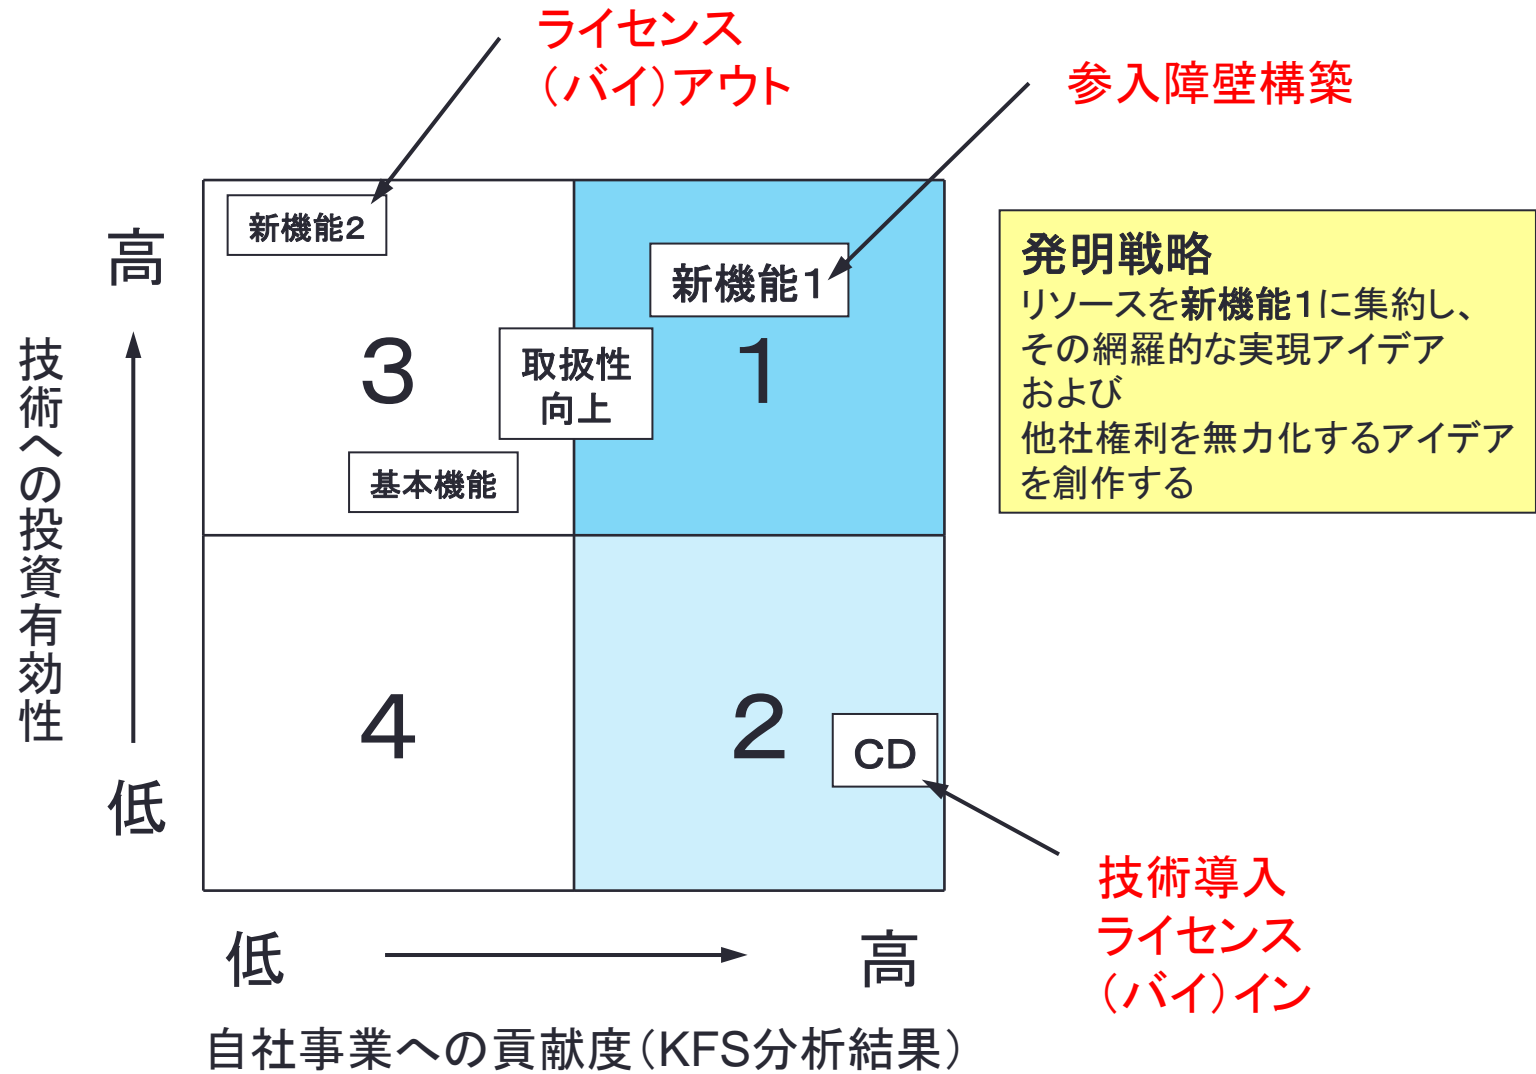 ライセンス
（バイ）アウト
参入障壁構築
高
新機能２
新機能１
発明戦略
リソースを新機能１に集約し、
その網羅的な実現アイデア
および
他社権利を無力化するアイデア
を創作する
技術への投資有効性
３
取扱性
向上
１
基本機能
４
２
CD
低
技術導入
ライセンス
（バイ）イン
低
高
自社事業への貢献度（KFS分析結果）